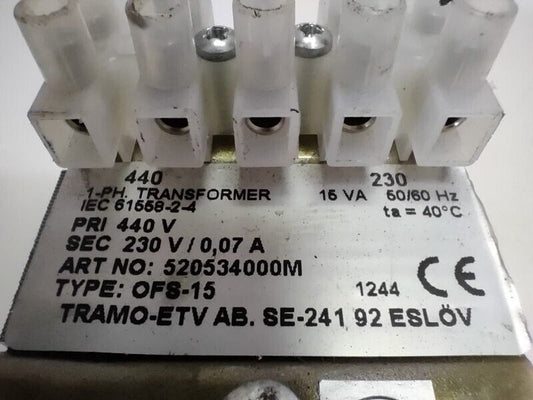 440 230
1-PH. TRANSFORMER 15 VA 50/60 Hz
IEC 61558-2-4 ta = 40°C
PRI 440 V
SEC 230 V / 0,07 A
ART NO: 520534000M
TYPE: OFS-15 1244 CE
TRAMO-ETV AB. SE-241 92 ESLÖV